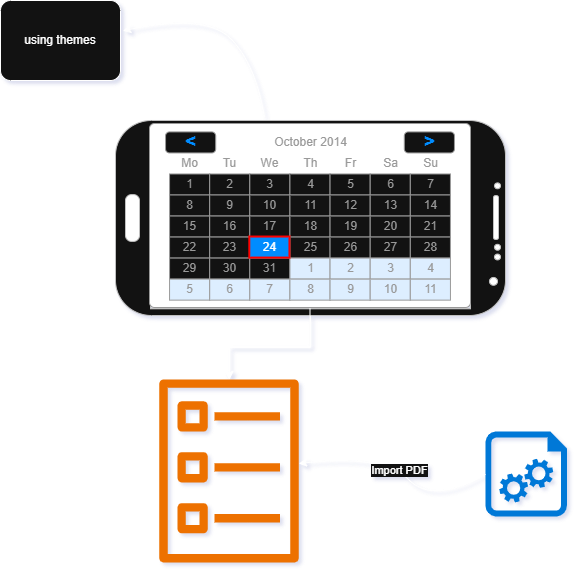 using themes
< October 2014 >
Mo Tu We Th Fr Sa Su
1 2 3 4 5 6 7
8 9 10 11 12 13 14
15 16 17 18 19 20 21
22 23 24 25 26 27 28
29 30 31 1 2 3 4
5 6 7 8 9 10 11
Import PDF